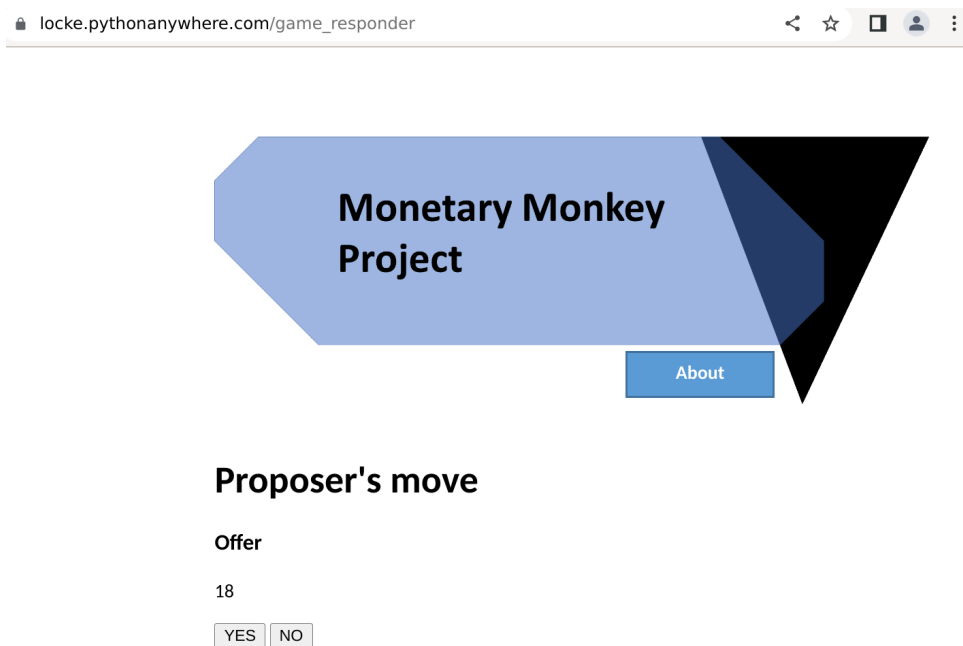 locke.pythonanywhere.com/game_responder
Monetary Monkey
Project
About
Proposer's move
Offer
18
YES NO